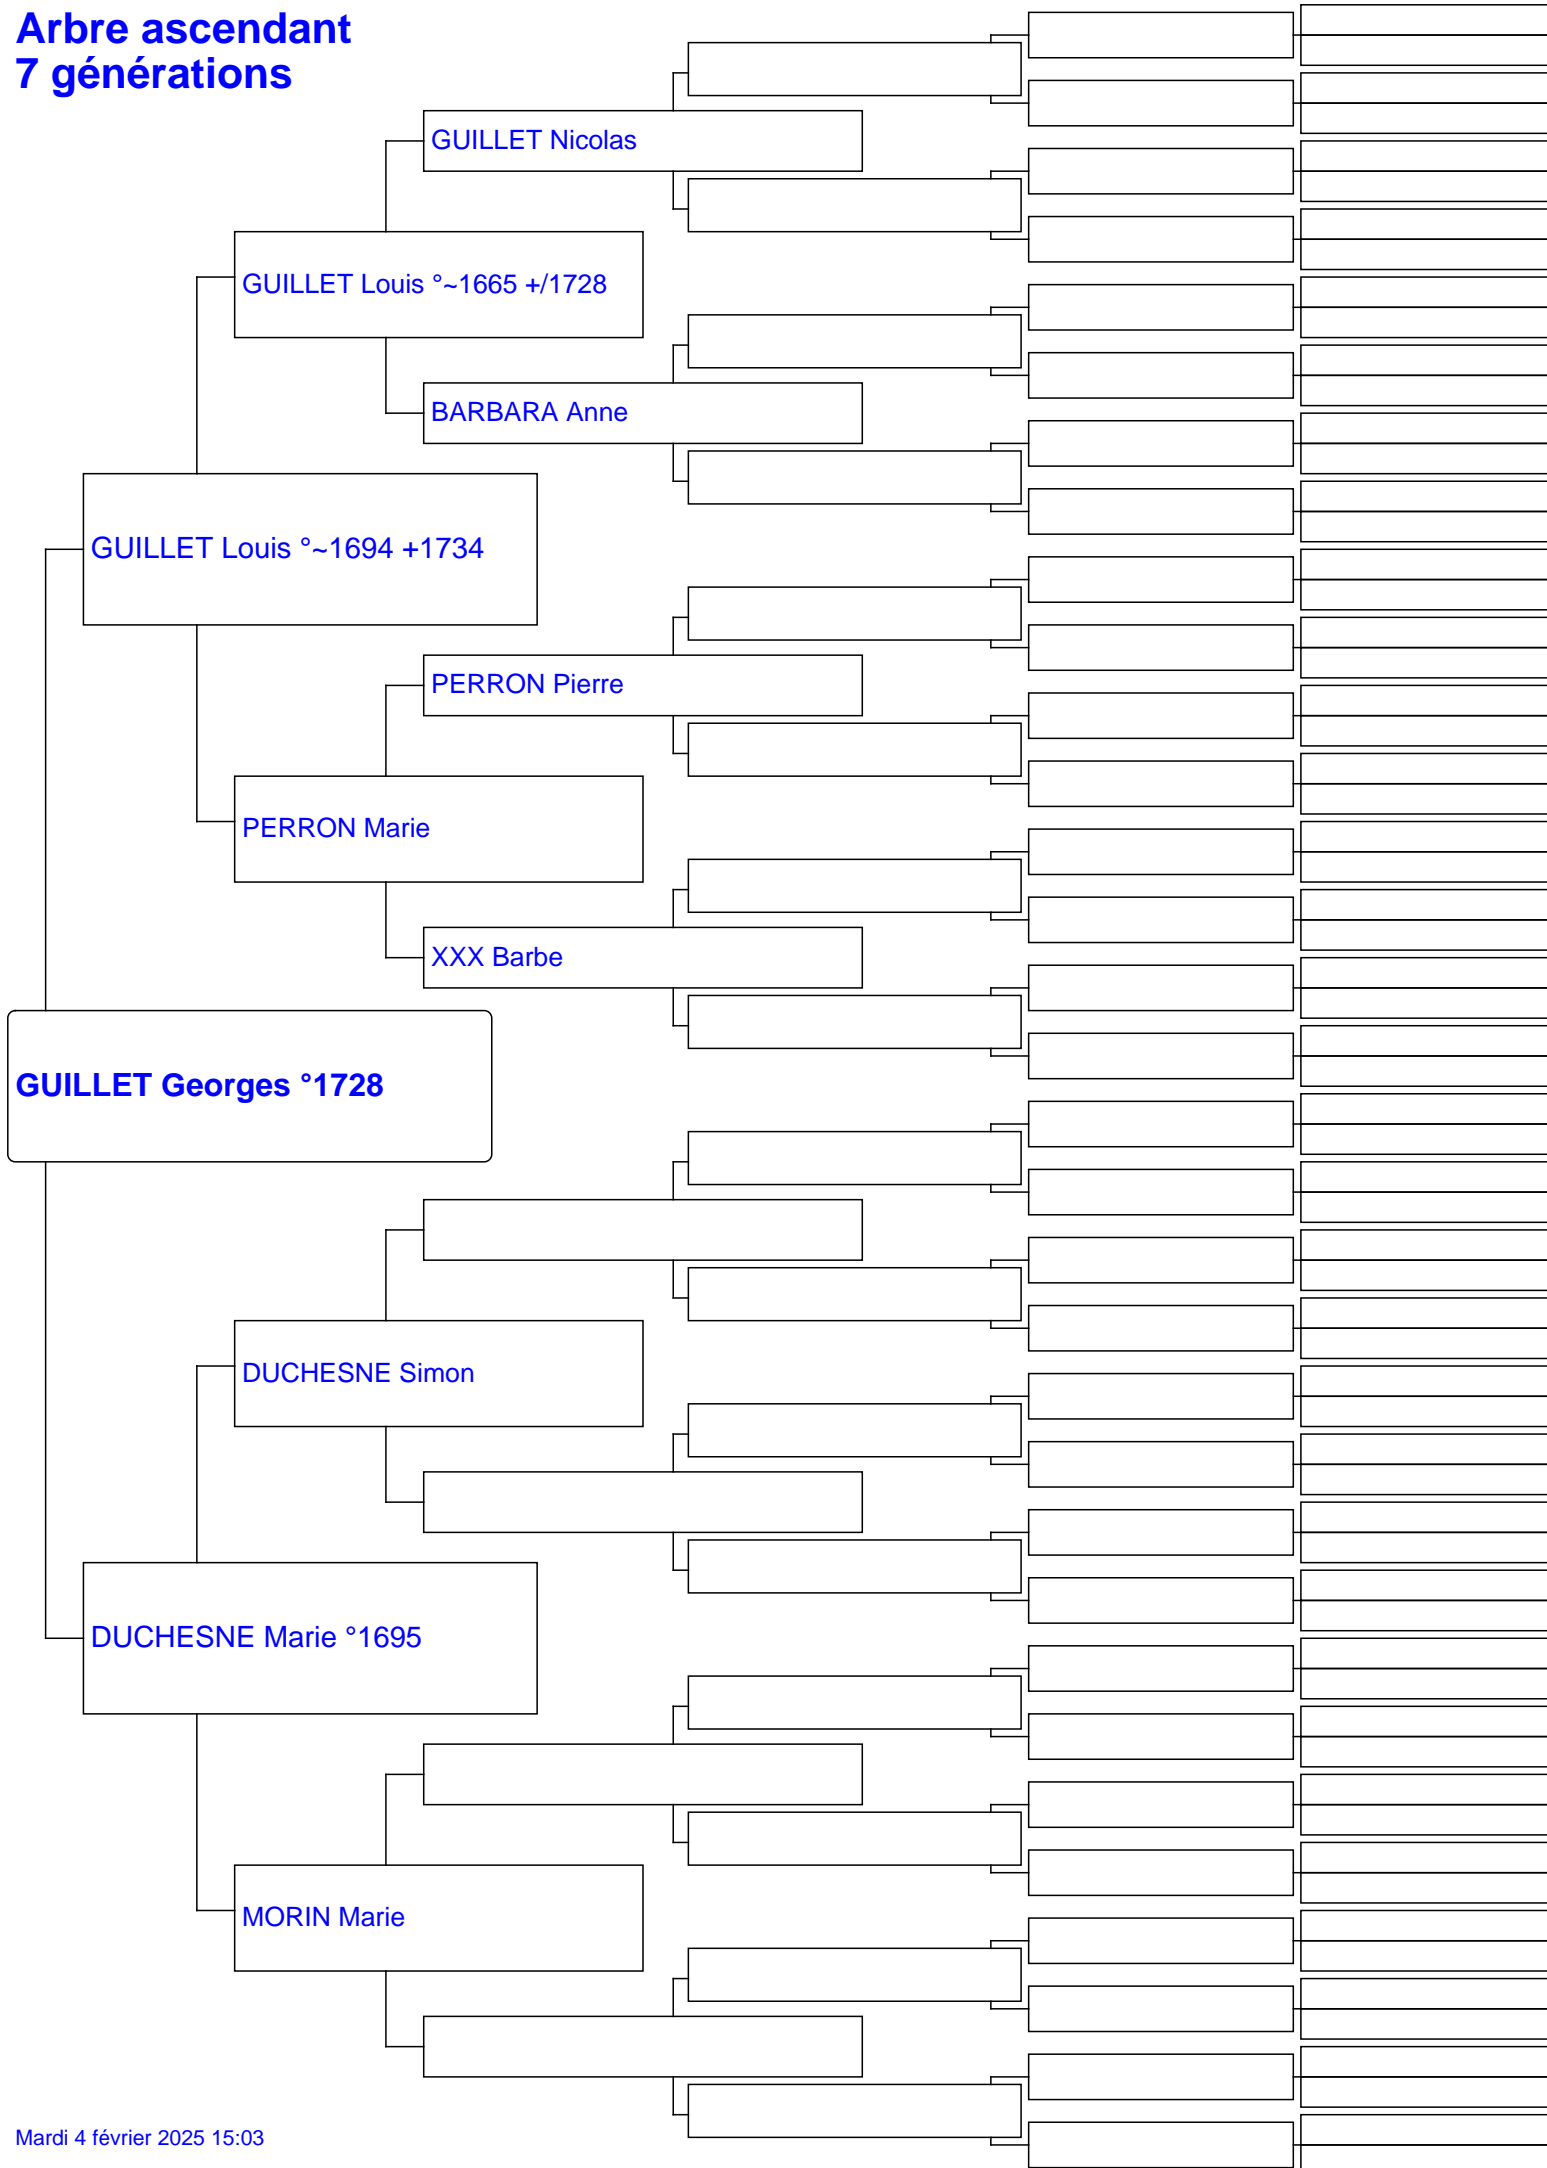 Arbre ascendant
7 générations
GUILLET Nicolas
GUILLET Louis °~1665 +/1728
BARBARA Anne
GUILLET Louis °~1694 +1734
PERRON Pierre
PERRON Marie
XXX Barbe
GUILLET Georges °1728
DUCHESNE Simon
DUCHESNE Marie °1695
MORIN Marie
Mardi 4 février 2025 15:03